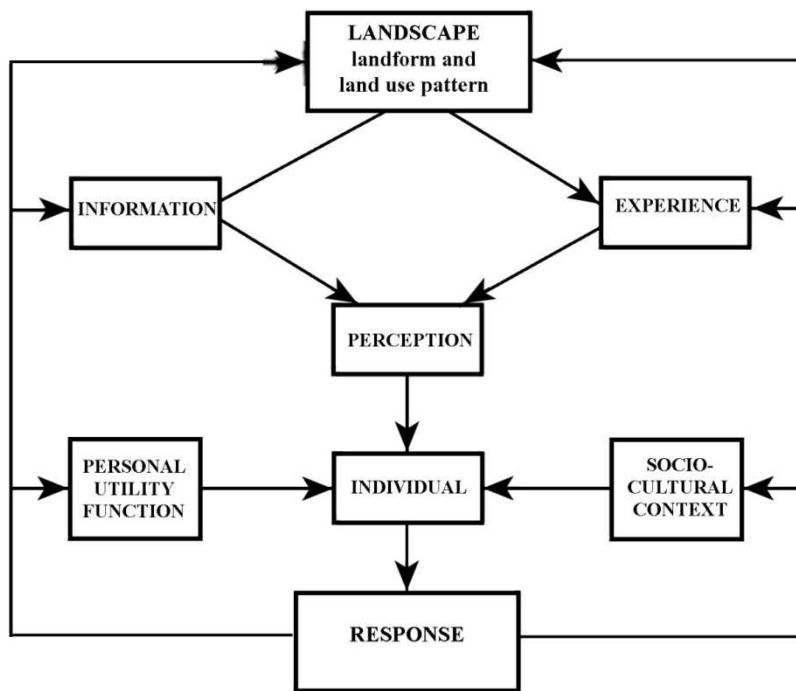 LANDSCAPE
landform and
land use pattern
INFORMATION
EXPERIENCE
PERCEPTION
PERSONAL
UTILITY
FUNCTION
INDIVIDUAL
SOCIO-
CULTURAL
CONTEXT
RESPONSE